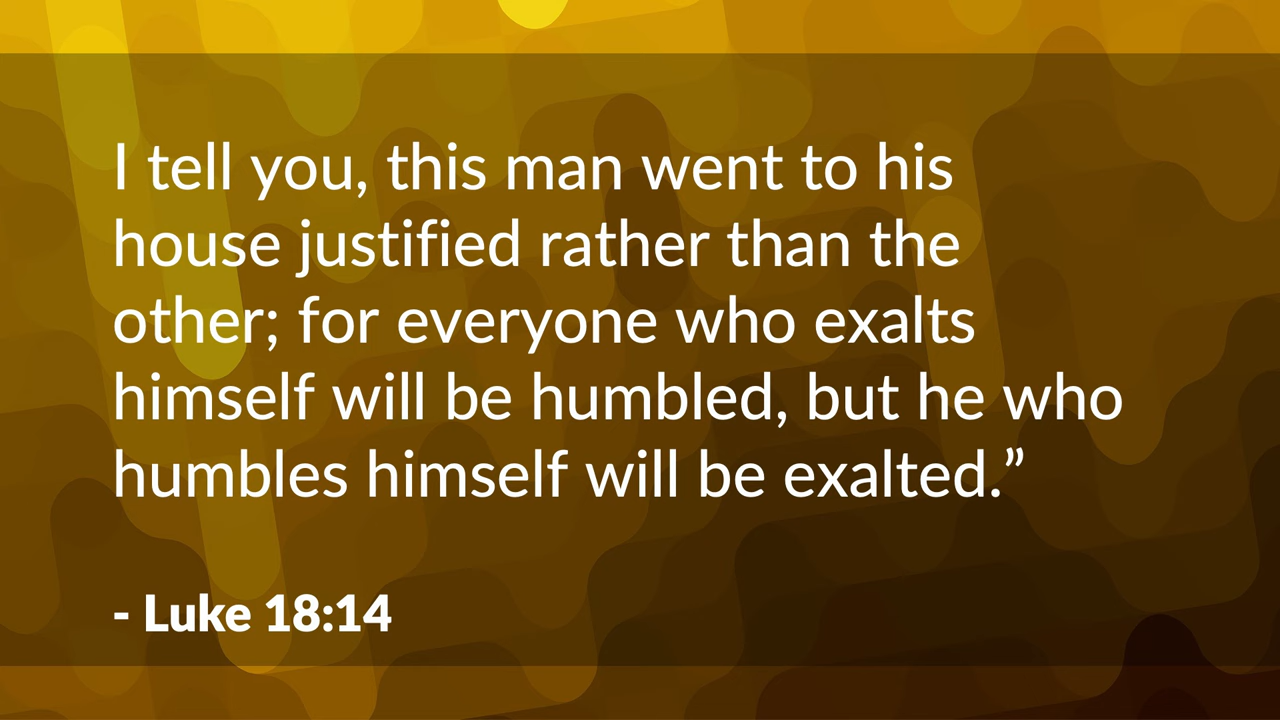 I tell you, this man went to his
house justified rather than the
other; for everyone who exalts
himself will be humbled, but he who
humbles himself will be exalted.”
- Luke 18:14